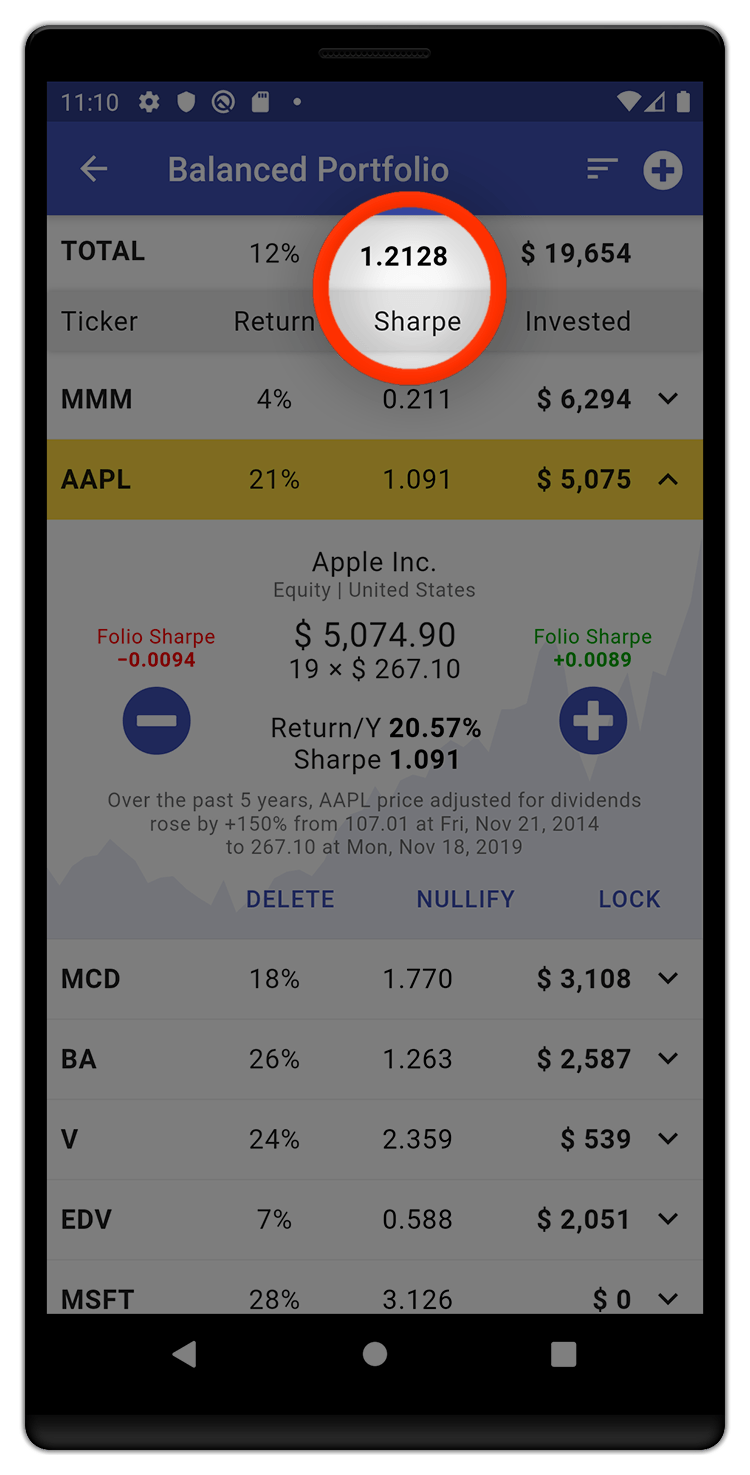 11:10
Balanced Portfolio
TOTAL 12% 1.2128 $ 19,654
Ticker Return Sharpe Invested
MMM 4% 0.211 $ 6,294
AAPL 21% 1.091 $ 5,075
Apple Inc.
Equity | United States
Folio Sharpe $ 5,074.90 Folio Sharpe
−0.0094 19 × $ 267.10 +0.0089
Return/Y 20.57%
Sharpe 1.091
Over the past 5 years, AAPL price adjusted for dividends
rose by +150% from 107.01 at Fri, Nov 21, 2014
to 267.10 at Mon, Nov 18, 2019
DELETE NULLIFY LOCK
MCD 18% 1.770 $ 3,108
BA 26% 1.263 $ 2,587
V 24% 2.359 $ 539
EDV 7% 0.588 $ 2,051
MSFT 28% 3.126 $ 0